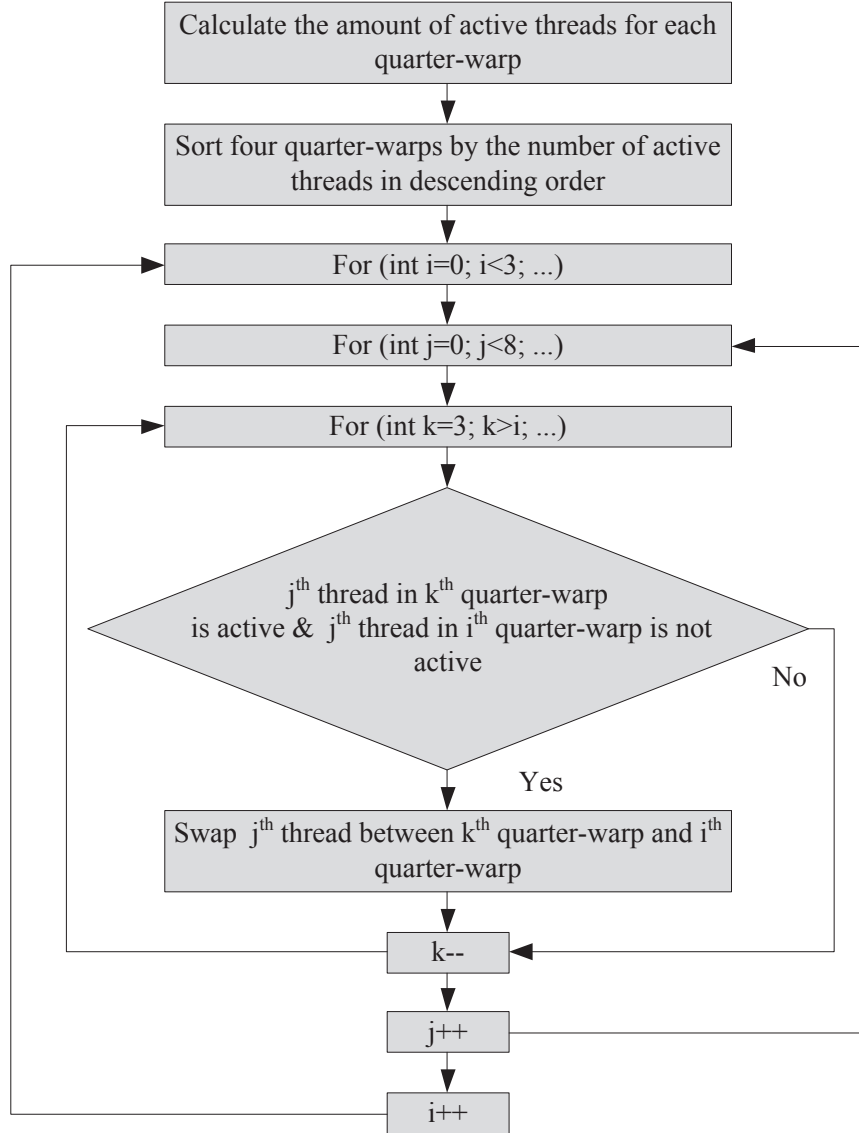 Calculate the amount of active threads for each
quarter-warp
Sort four quarter-warps by the number of active
threads in descending order
For (int i=0; i<3; ...)
For (int j=0; j<8; ...)
For (int k=3; k>i; ...)
jth thread in kth quarter-warp
is active & jth thread in ith quarter-warp is not
active
No
Yes
Swap jth thread between kth quarter-warp and ith
quarter-warp
k--
j++
i++